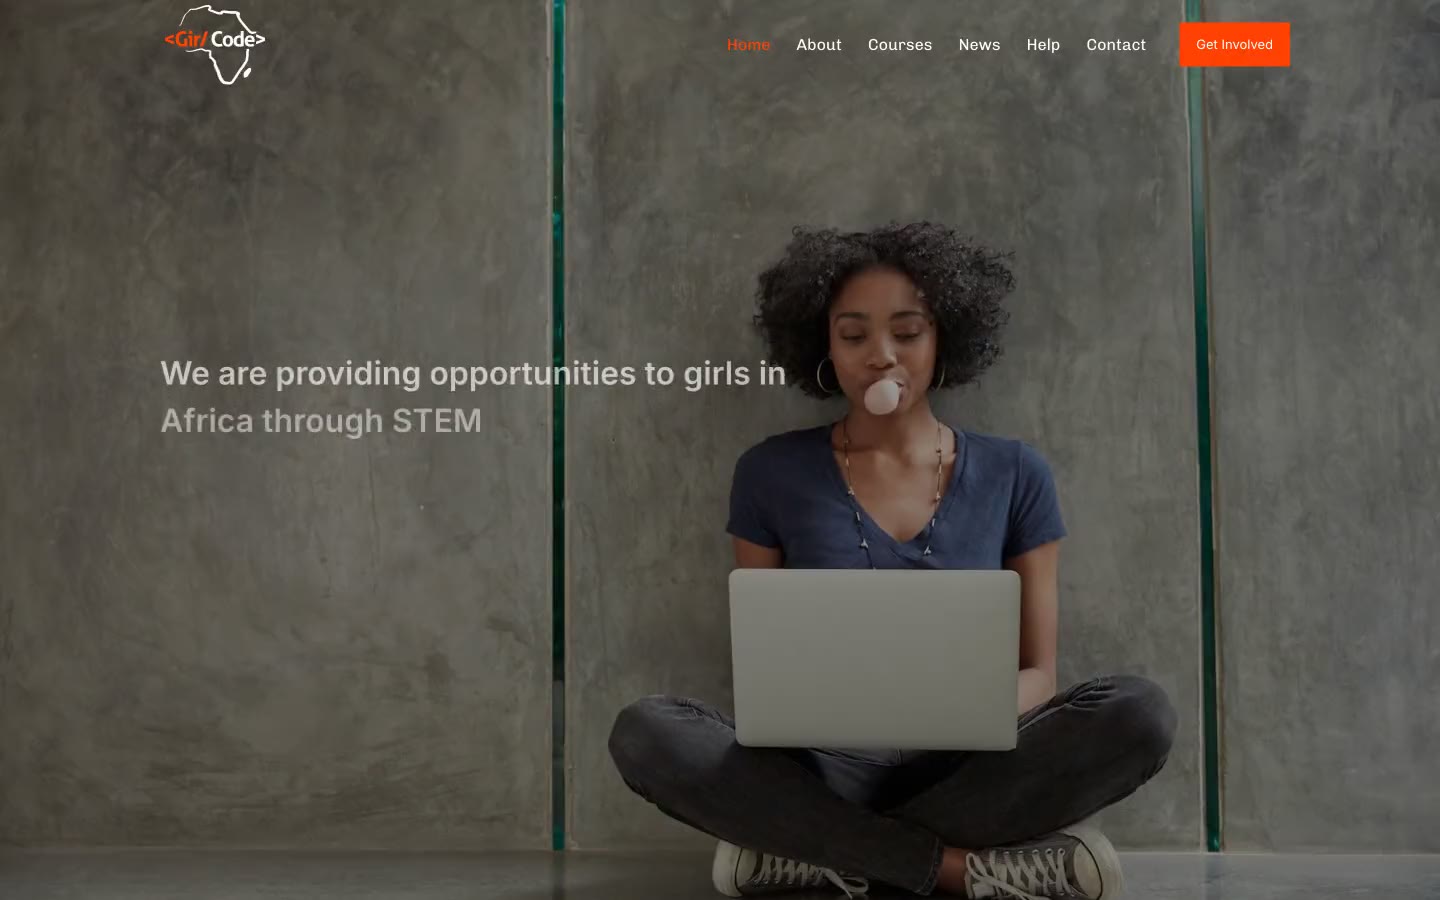 <Girl Code>
Home
About
Courses
News
Help
Contact
Get Involved
We are providing opportunities to girls in
Africa through STEM